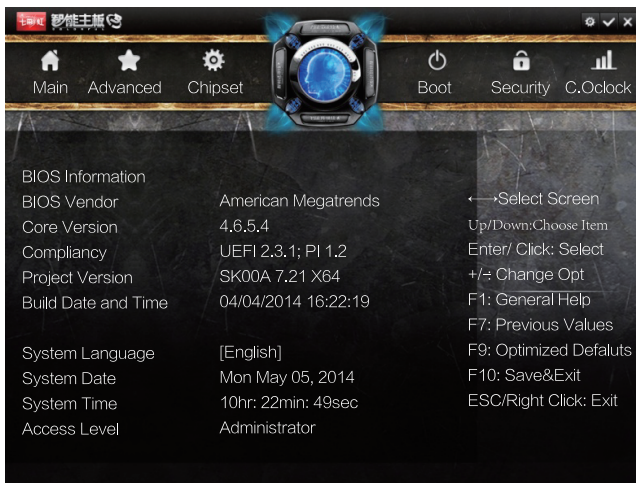 七彩虹 智能主板
Main Advanced Chipset Boot Security C.Oclock
BIOS Information
BIOS Vendor American Megatrends
Core Version 4.6.5.4
Compliancy UEFI 2.3.1; PI 1.2
Project Version SK00A 7.21 X64
Build Date and Time 04/04/2014 16:22:19
System Language [English]
System Date Mon May 05, 2014
System Time 10hr: 22min: 49sec
Access Level Administrator
←→Select Screen
Up/Down:Choose Item
Enter/ Click: Select
+/-: Change Opt
F1: General Help
F7: Previous Values
F9: Optimized Defaluts
F10: Save&Exit
ESC/Right Click: Exit